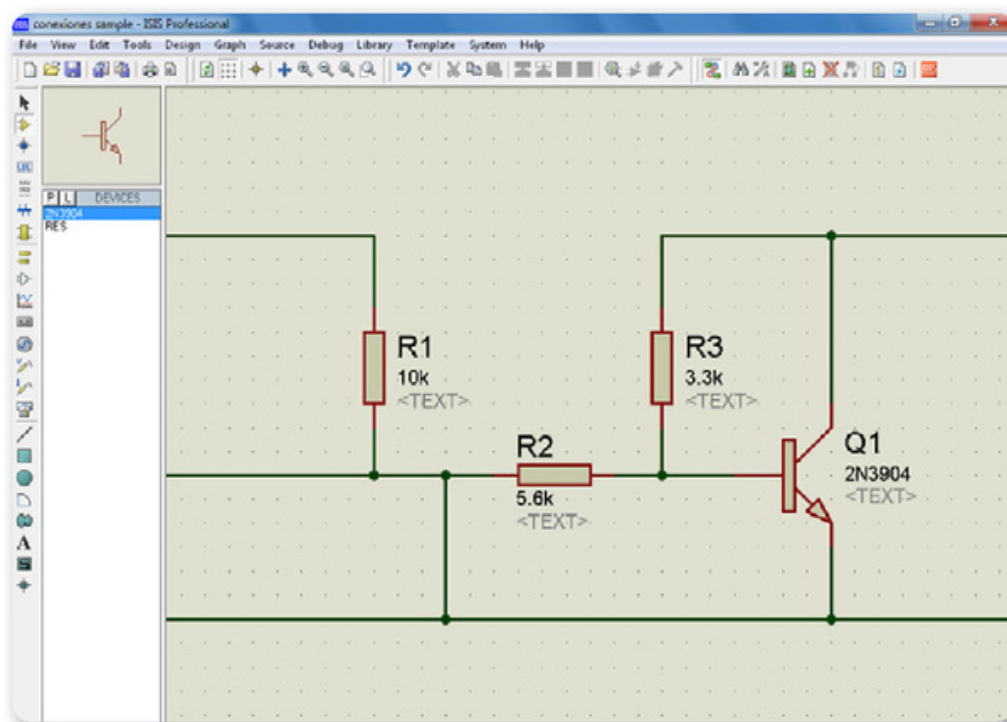 conexiones sample - ISIS Professional
File View Edit Tools Design Graph Source Debug Library Template System Help
P L DEVICES
2N3904
RES
R1
10k
<TEXT>
R3
3.3k
<TEXT>
R2
5.6k
<TEXT>
Q1
2N3904
<TEXT>
A
S